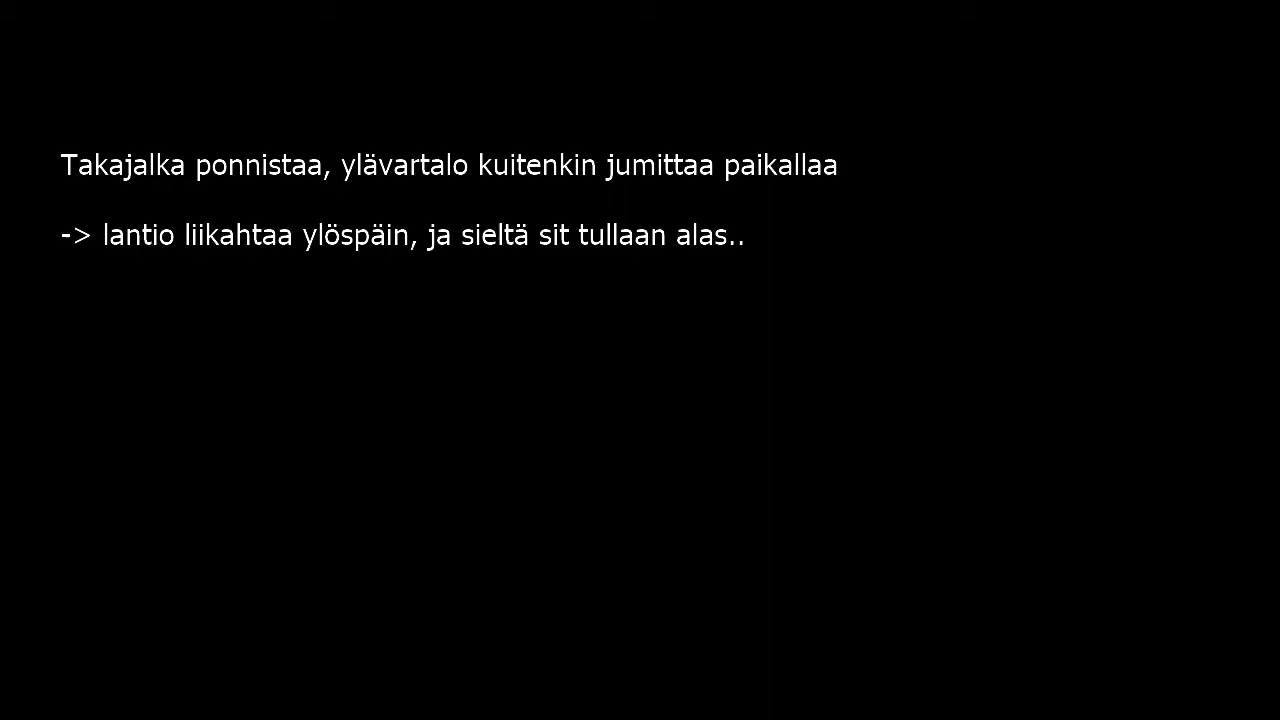 Takajalka ponnistaa, ylävartalo kuitenkin jumittaa paikallaa
-> lantio liikahtaa ylöspäin, ja sieltä sit tullaan alas..